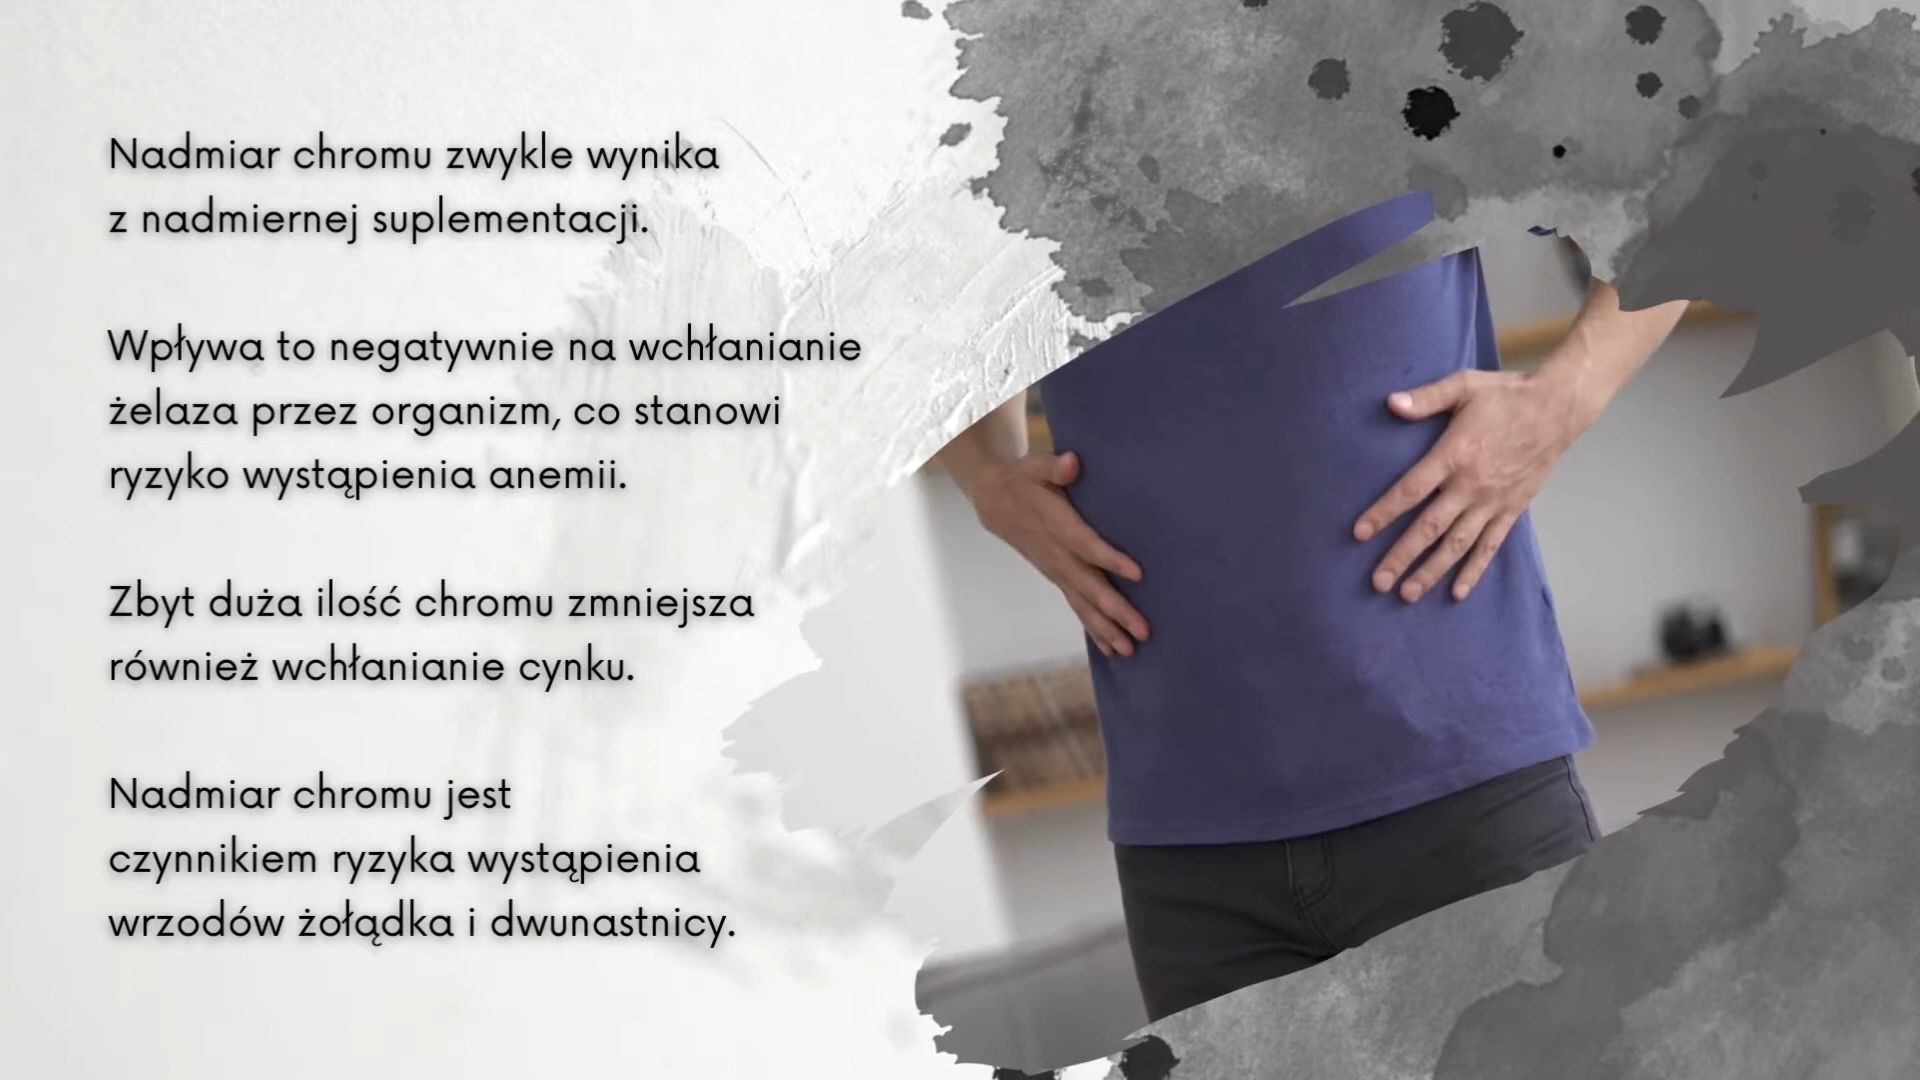 Nadmiar chromu zwykle wynika
z nadmiernej suplementacji.
Wpływa to negatywnie na wchłanianie
żelaza przez organizm, co stanowi
ryzyko wystąpienia anemii.
Zbyt duża ilość chromu zmniejsza
również wchłanianie cynku.
Nadmiar chromu jest
czynnikiem ryzyka wystąpienia
wrzodów żołądka i dwunastnicy.